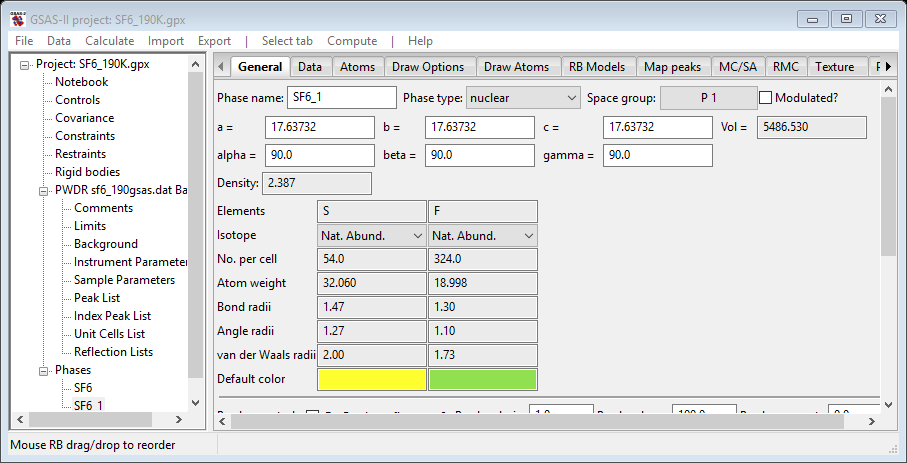 GSAS-II project: SF6_190K.gpx
File Data Calculate Import Export | Select tab Compute | Help
Project: SF6_190K.gpx
Notebook
Controls
Covariance
Constraints
Restraints
Rigid bodies
PWDR sf6_190gsas.dat Ba
Comments
Limits
Background
Instrument Parameter
Sample Parameters
Peak List
Index Peak List
Unit Cells List
Reflection Lists
Phases
SF6
SF6_1
General Data Atoms Draw Options Draw Atoms RB Models Map peaks MC/SA RMC Texture
Phase name: SF6_1 Phase type: nuclear Space group: P 1 Modulated?
a = 17.63732 b = 17.63732 c = 17.63732 Vol = 5486.530
alpha = 90.0 beta = 90.0 gamma = 90.0
Density: 2.387
Elements S F
Isotope Nat. Abund. Nat. Abund.
No. per cell 54.0 324.0
Atom weight 32.060 18.998
Bond radii 1.47 1.30
Angle radii 1.27 1.10
van der Waals radii 2.00 1.73
Default color
Mouse RB drag/drop to reorder